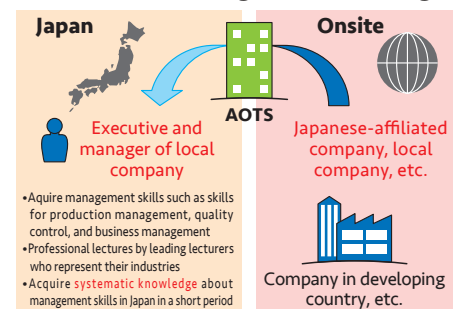 Japan
Onsite
AOTS
Executive and
manager of local
company
•Aquire management skills such as skills
for production management, quality
control, and business management
•Professional lectures by leading lecturers
who represent their industries
•Acquire systematic knowledge about
management skills in Japan in a short period
Japanese-affiliated
company, local
company, etc.
Company in developing
country, etc.